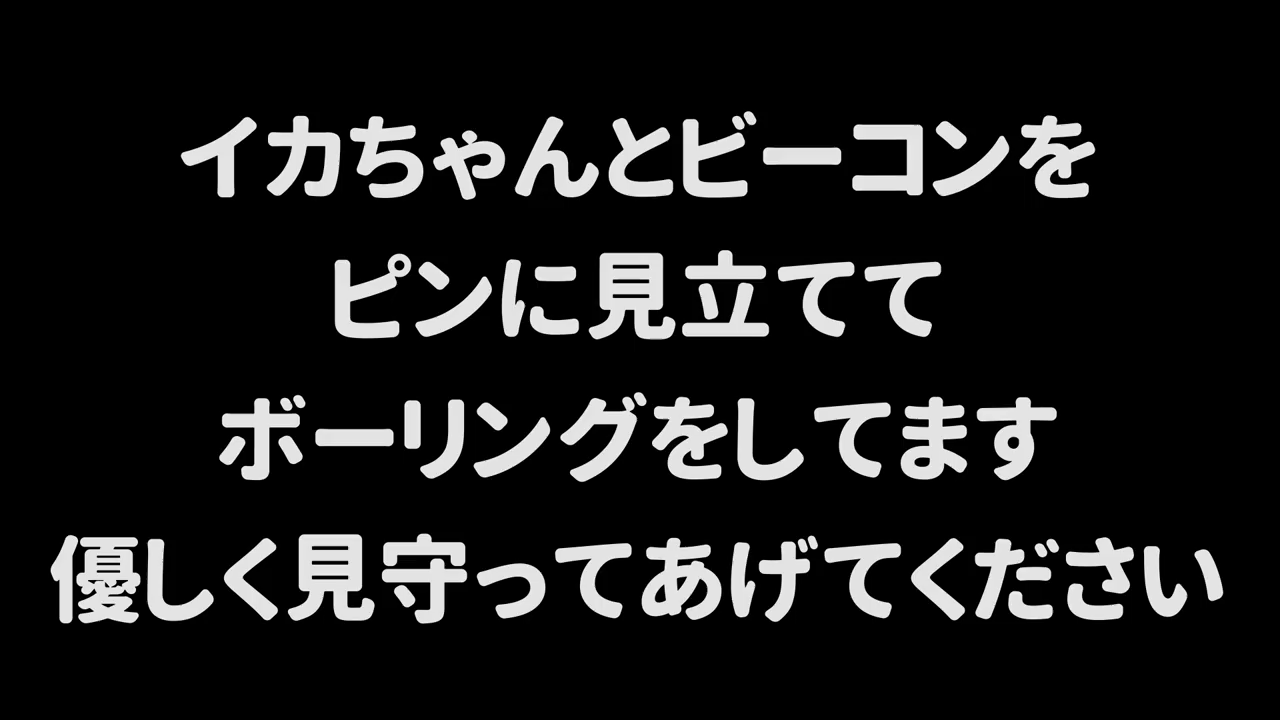 イカちゃんとビーコンを
ピンに見立てて
ボーリングをしてます
優しく見守ってあげてください